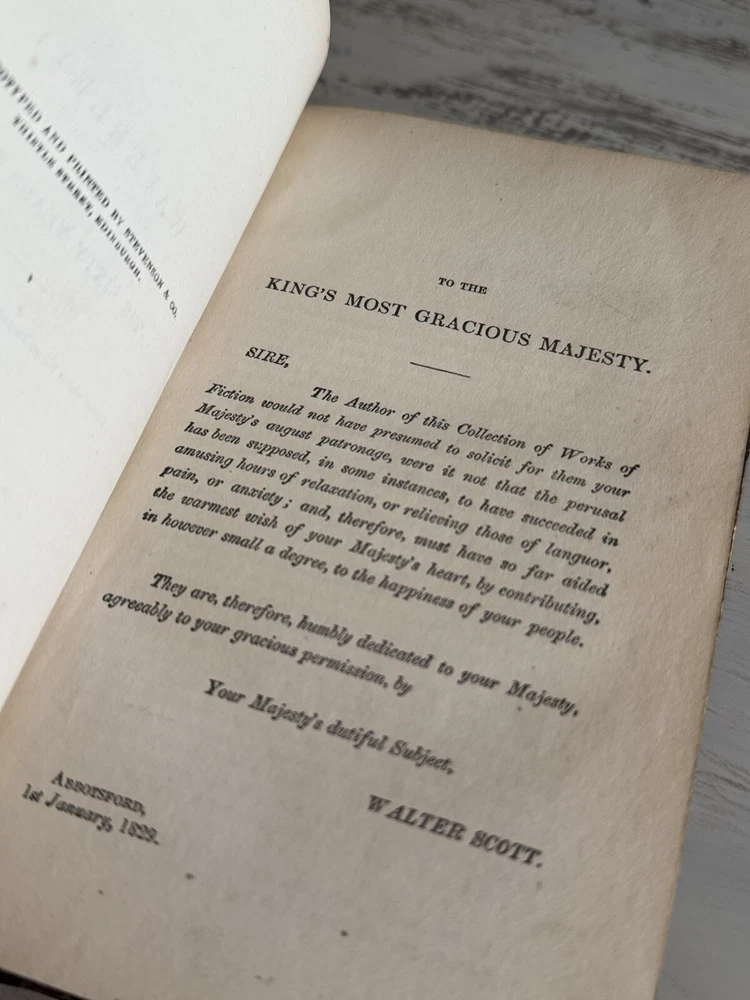 OTYPED AND PRINTED BY STEVENSON & CO.
THISTLE STREET, EDINBURGH.
TO THE
KING'S MOST GRACIOUS MAJESTY.
SIRE,
The Author of this Collection of Works of
Fiction would not have presumed to solicit for them your
Majesty's august patronage, were it not that the perusal
has been supposed, in some instances, to have succeeded in
amusing hours of relaxation, or relieving those of languor,
pain, or anxiety; and, therefore, must have so far aided
the warmest wish of your Majesty's heart, by contributing,
in however small a degree, to the happiness of your people.
They are, therefore, humbly dedicated to your Majesty,
agreeably to your gracious permission, by
Your Majesty's dutiful Subject,
WALTER SCOTT.
ABBOTSFORD,
1st January, 1829.